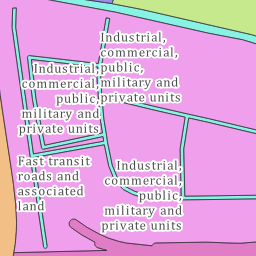 Industrial,
commercial,
public,
military and
private units
Industrial,
commercial,
public,
military and
private units
Fast transit
roads and
associated
land
Industrial,
commercial,
public,
military and
private units